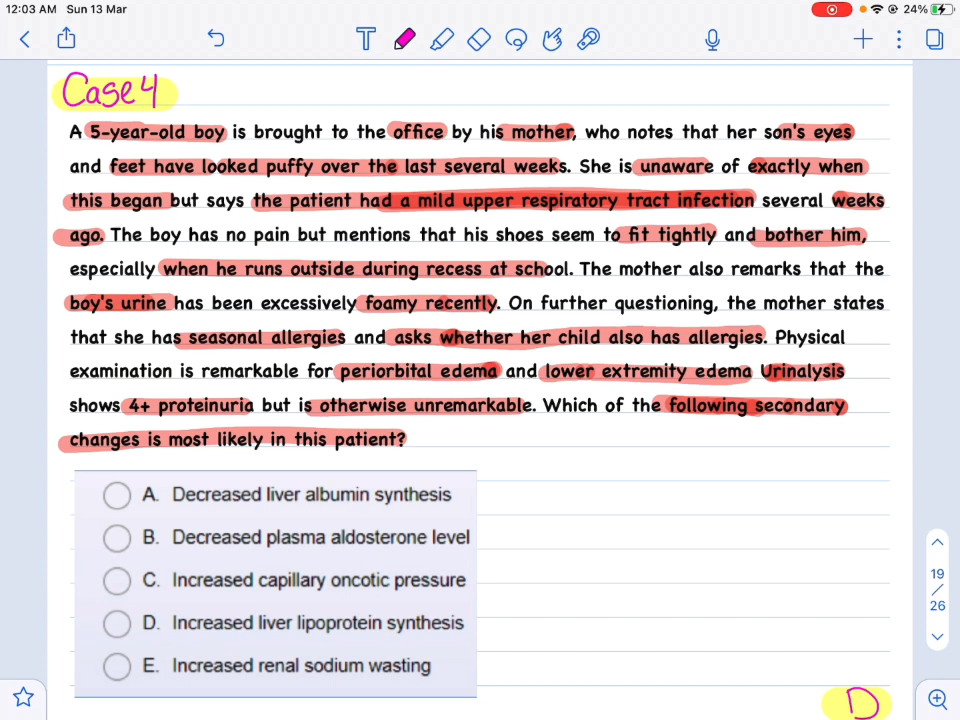 12:03 AM Sun 13 Mar
24%
Case 4
A 5-year-old boy is brought to the office by his mother, who notes that her son's eyes
and feet have looked puffy over the last several weeks. She is unaware of exactly when
this began but says the patient had a mild upper respiratory tract infection several weeks
ago. The boy has no pain but mentions that his shoes seem to fit tightly and bother him,
especially when he runs outside during recess at school. The mother also remarks that the
boy's urine has been excessively foamy recently. On further questioning, the mother states
that she has seasonal allergies and asks whether her child also has allergies. Physical
examination is remarkable for periorbital edema and lower extremity edema Urinalysis
shows 4+ proteinuria but is otherwise unremarkable. Which of the following secondary
changes is most likely in this patient?
A. Decreased liver albumin synthesis
B. Decreased plasma aldosterone level
C. Increased capillary oncotic pressure
D. Increased liver lipoprotein synthesis
E. Increased renal sodium wasting
19
/
26
D